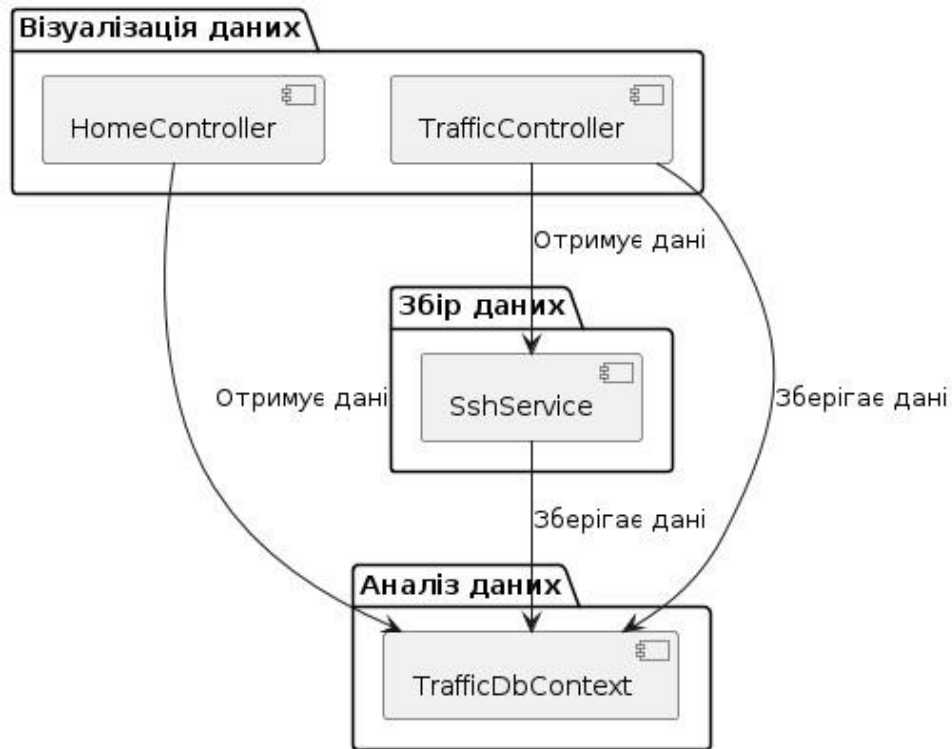 Візуалізація даних
HomeController
TrafficController
Отримує дані
Збір даних
SshService
Отримує дані
Зберігає дані
Зберігає дані
Аналіз даних
TrafficDbContext